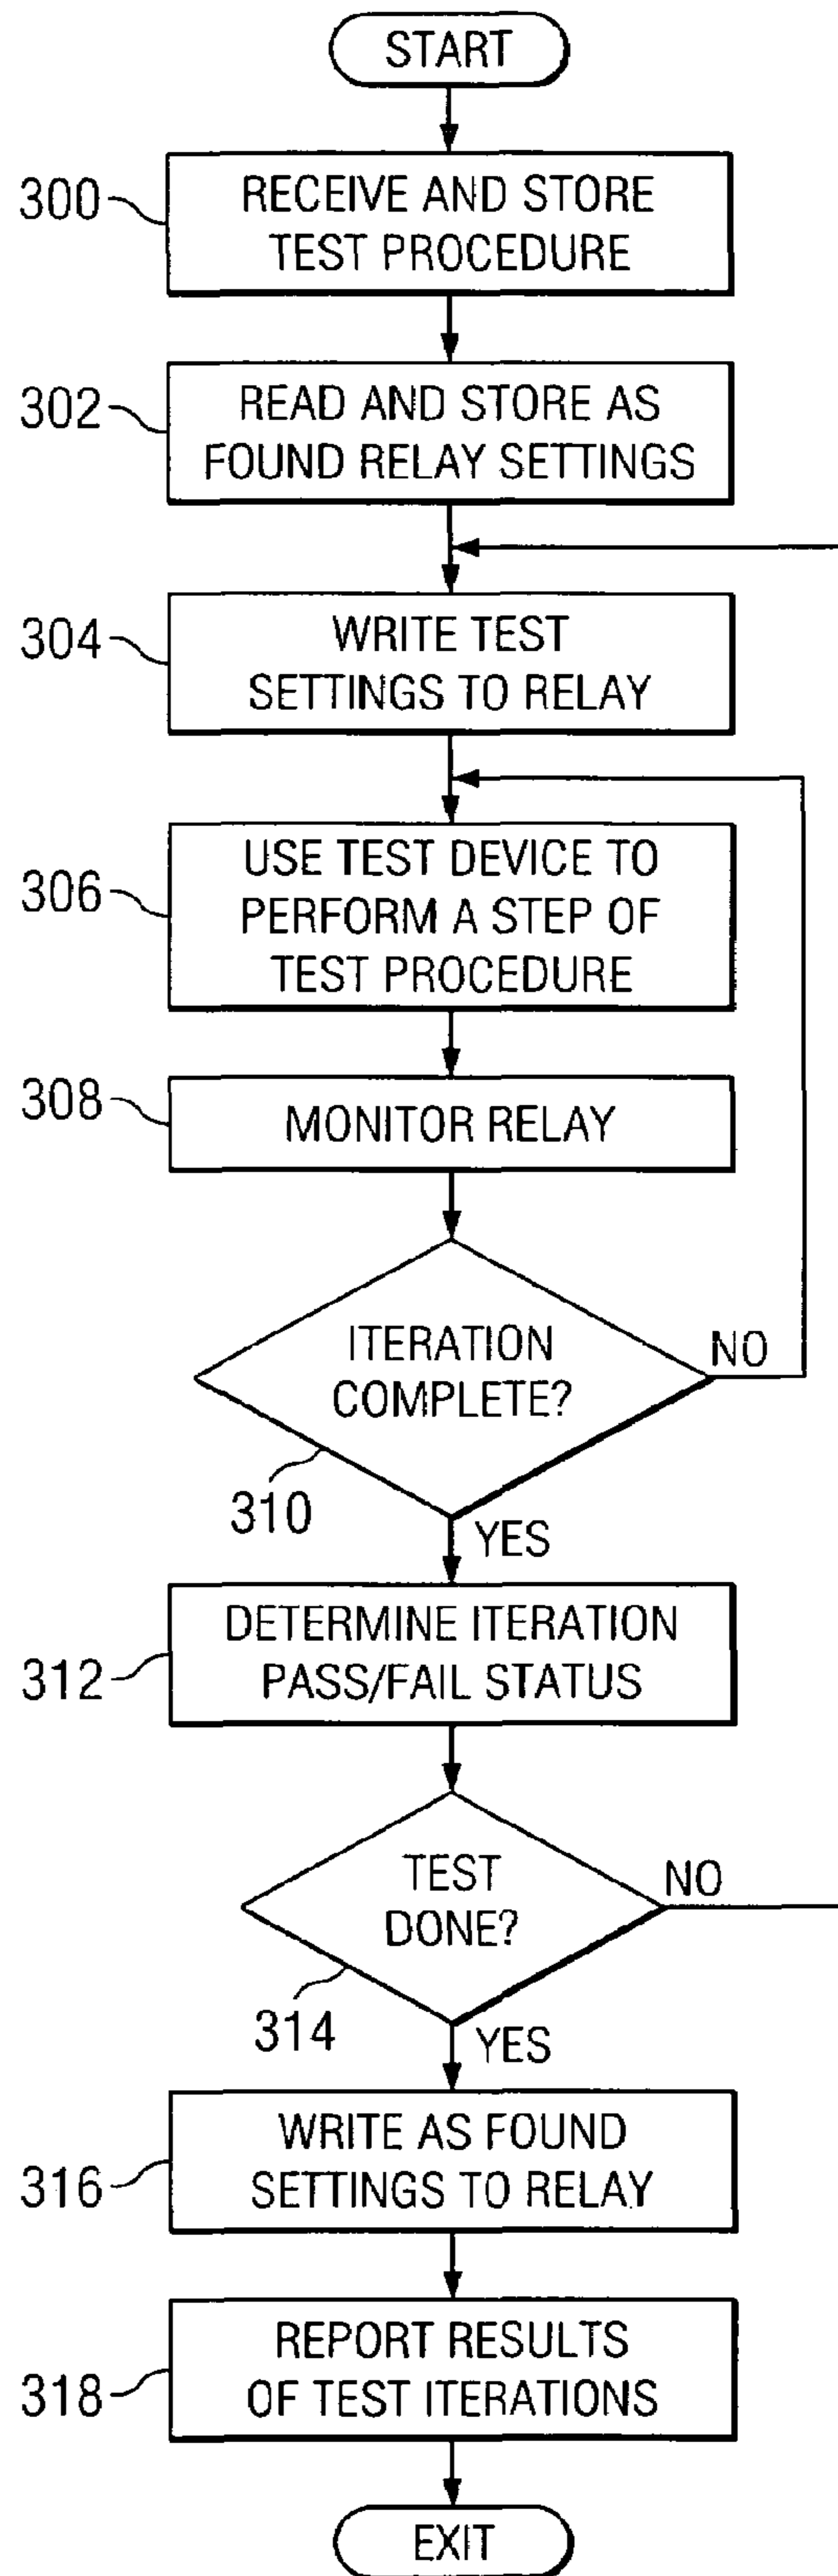 START
300
RECEIVE AND STORE
TEST PROCEDURE
302
READ AND STORE AS
FOUND RELAY SETTINGS
304
WRITE TEST
SETTINGS TO RELAY
306
USE TEST DEVICE TO
PERFORM A STEP OF
TEST PROCEDURE
308
MONITOR RELAY
ITERATION
COMPLETE?
NO
310
YES
312
DETERMINE ITERATION
PASS/FAIL STATUS
TEST
DONE?
NO
314
YES
316
WRITE AS FOUND
SETTINGS TO RELAY
318
REPORT RESULTS
OF TEST ITERATIONS
EXIT